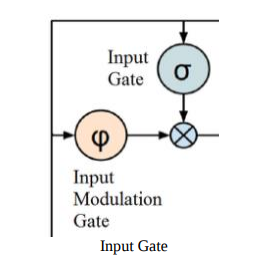 Input
Gate
σ
φ
Input
Modulation
Gate
Input Gate